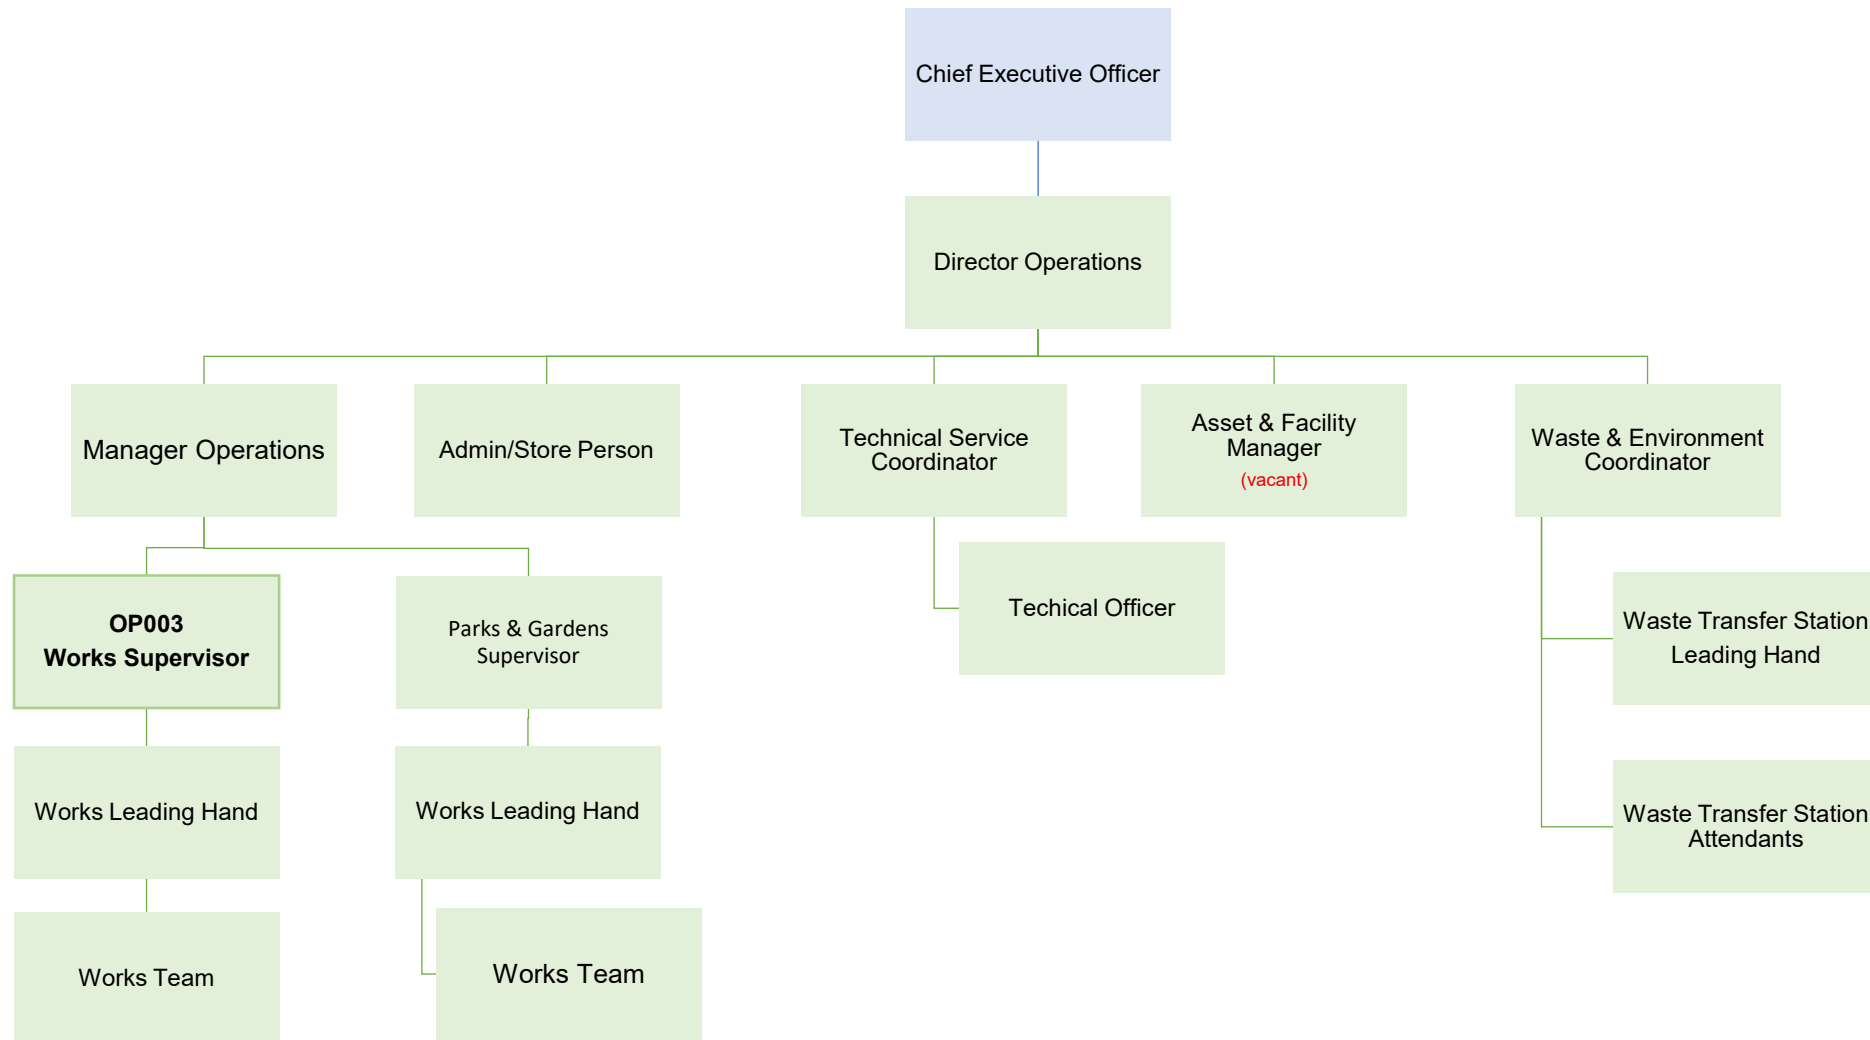 Chief Executive Officer
Director Operations
Manager Operations
Admin/Store Person
Technical Service
Coordinator
Asset & Facility
Manager
(vacant)
Waste & Environment
Coordinator
OP003
Works Supervisor
Parks & Gardens
Supervisor
Techical Officer
Waste Transfer Station
Leading Hand
Works Leading Hand
Works Leading Hand
Waste Transfer Station
Attendants
Works Team
Works Team